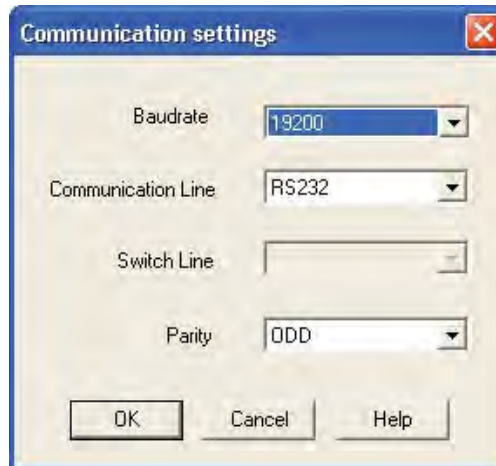 Communication settings
Baudrate 19200
Communication Line RS232
Switch Line
Parity ODD
OK Cancel Help